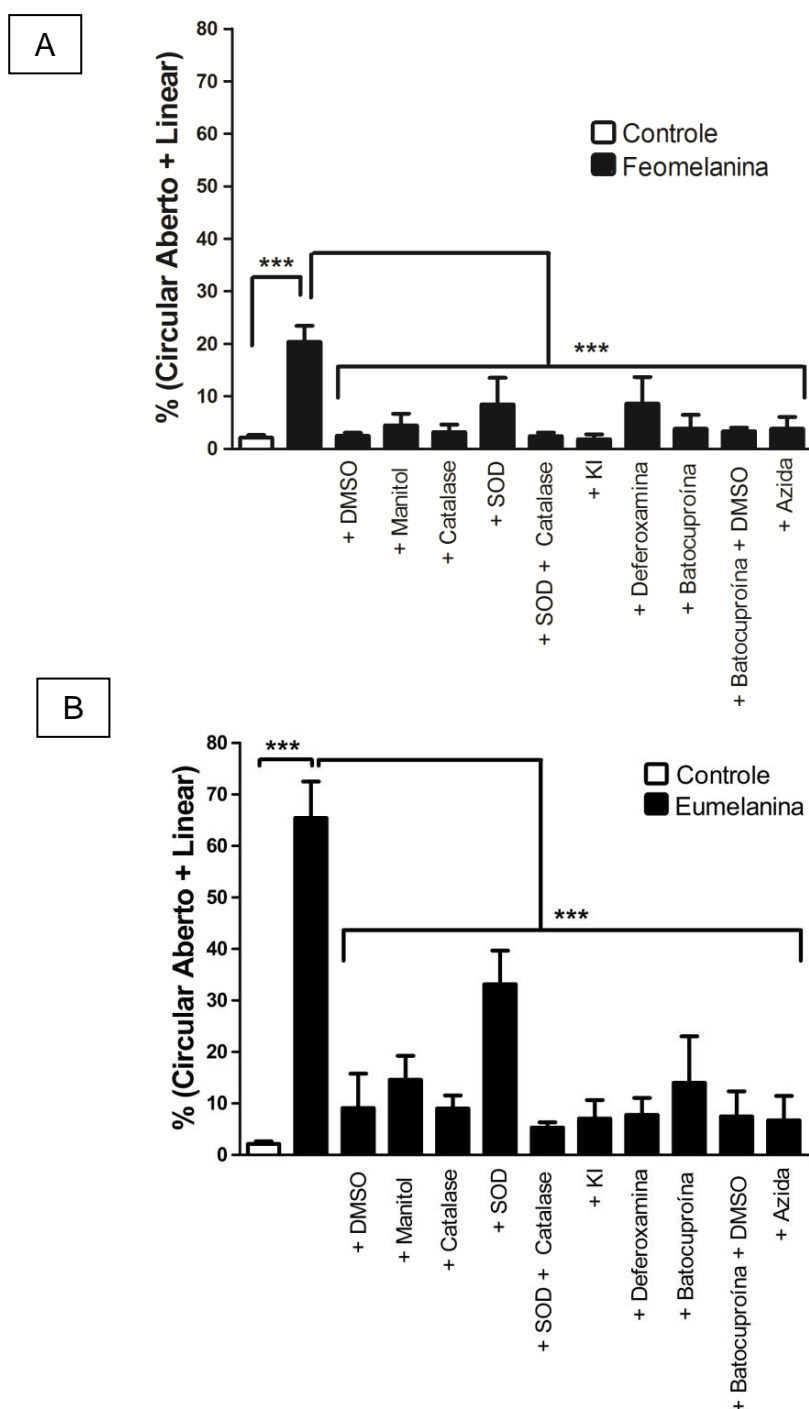 A
% (Circular Aberto + Linear)
80
70
60
50
40
30
20
10
0
Controle
Feomelanina
***
***
+ DMSO
+ Manitol
+ Catalase
+ SOD
+ SOD + Catalase
+ KI
+ Deferoxamina
+ Batocuproína
+ Batocuproína + DMSO
+ Azida
B
% (Circular Aberto + Linear)
80
70
60
50
40
30
20
10
0
***
Controle
Eumelanina
***
+ DMSO
+ Manitol
+ Catalase
+ SOD
+ SOD + Catalase
+ KI
+ Deferoxamina
+ Batocuproína
+ Batocuproína + DMSO
+ Azida